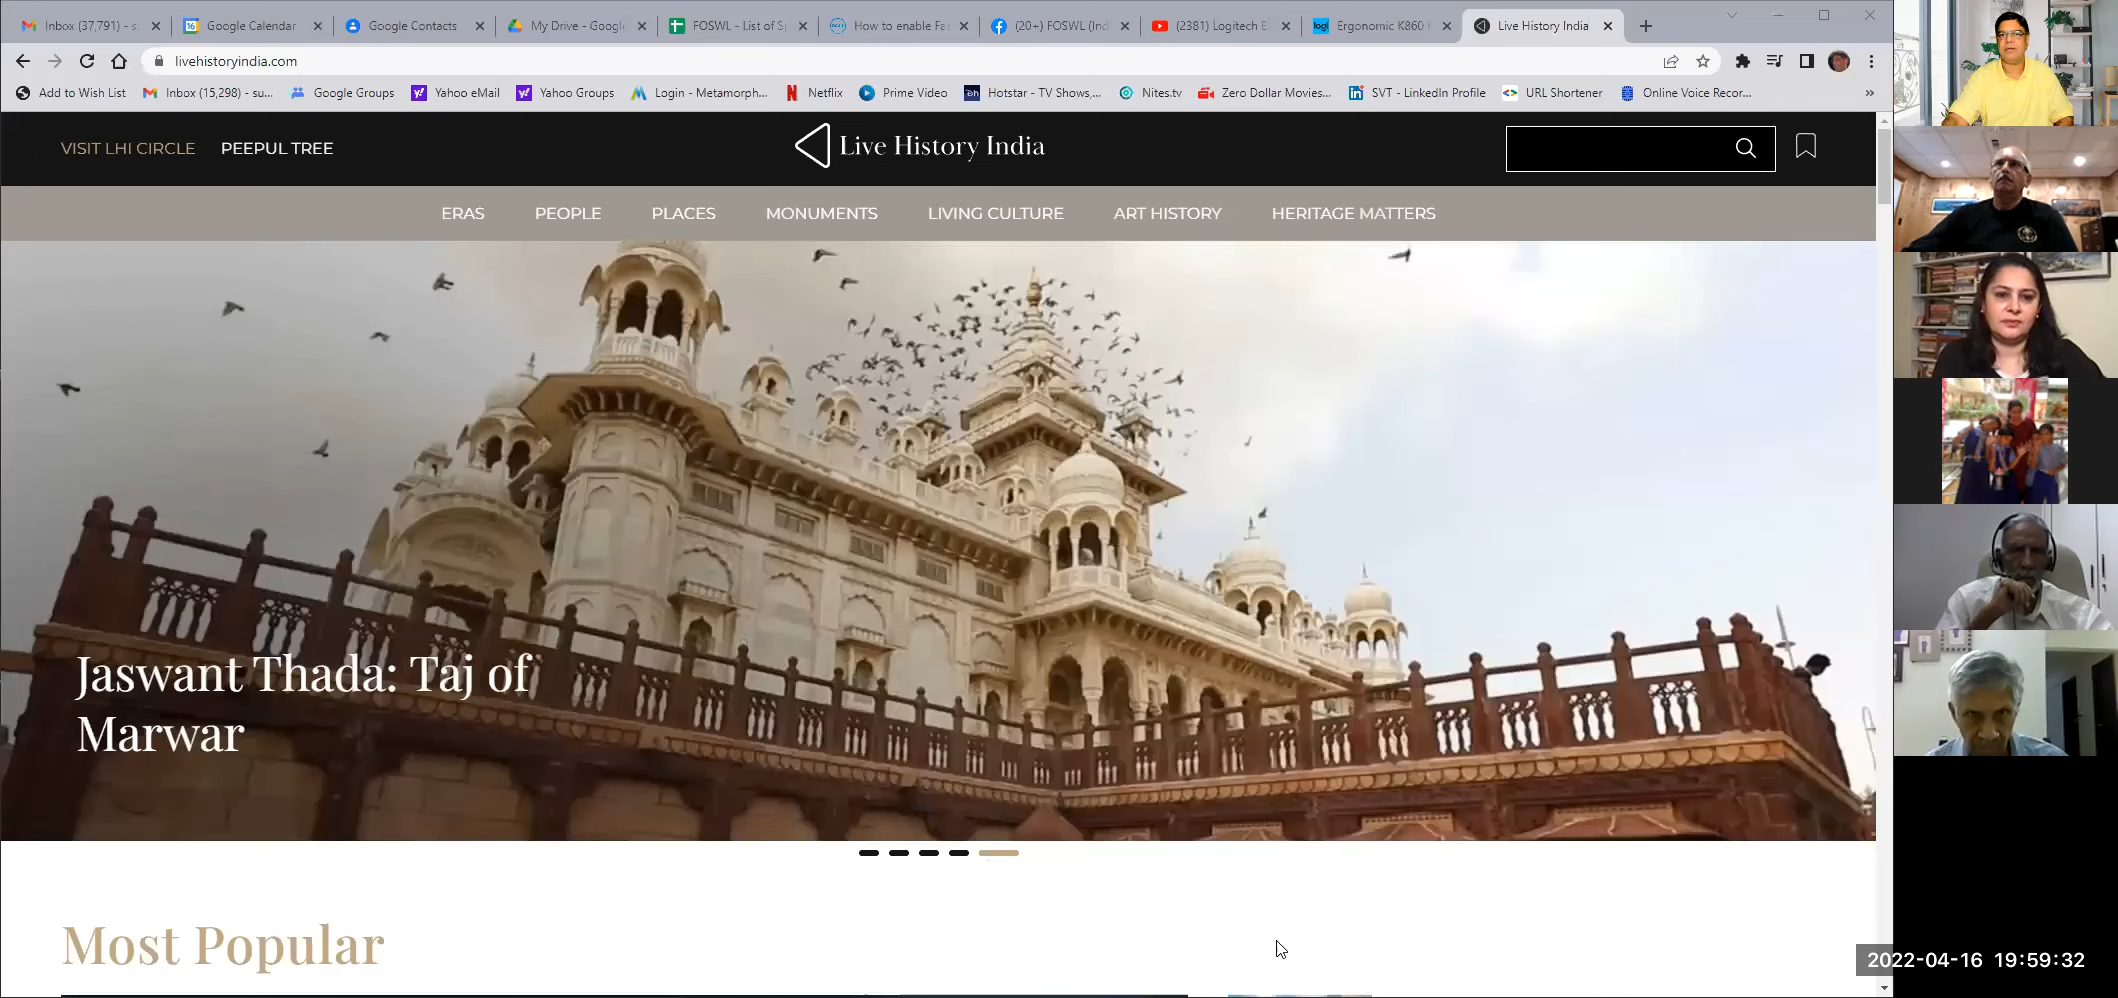 Inbox (37,791) - s
Google Calendar
Google Contacts
My Drive - Google
FOSWL - List of Sp
How to enable Fas
(20+) FOSWL (Ind
(2381) Logitech E
Ergonomic K860
Live History India
livehistoryindia.com
Add to Wish List
Inbox (15,298) - su...
Google Groups
Yahoo eMail
Yahoo Groups
Login - Metamorph...
Netflix
Prime Video
Hotstar - TV Shows,...
Nites.tv
Zero Dollar Movies...
SVT - LinkedIn Profile
URL Shortener
Online Voice Recor...
VISIT LHI CIRCLE
PEEPUL TREE
Live History India
ERAS
PEOPLE
PLACES
MONUMENTS
LIVING CULTURE
ART HISTORY
HERITAGE MATTERS
Jaswant Thada: Taj of
Marwar
Most Popular
2022-04-16 19:59:32